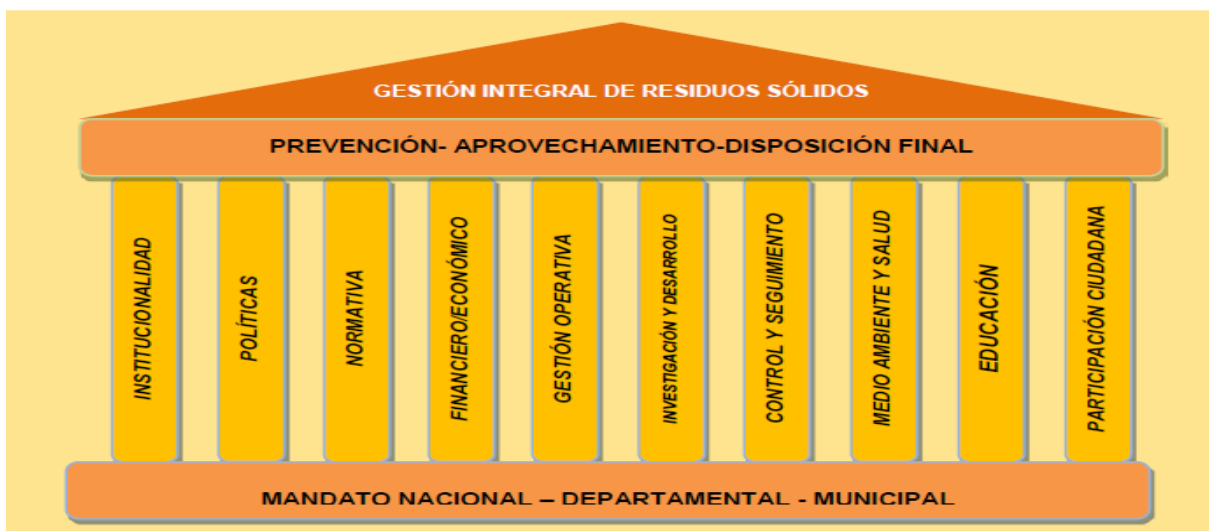 GESTIÓN INTEGRAL DE RESIDUOS SÓLIDOS
PREVENCIÓN- APROVECHAMIENTO-DISPOSICIÓN FINAL
INSTITUCIONALIDAD
POLÍTICAS
NORMATIVA
FINANCIERO/ECONÓMICO
GESTIÓN OPERATIVA
INVESTIGACIÓN Y DESARROLLO
CONTROL Y SEGUIMIENTO
MEDIO AMBIENTE Y SALUD
EDUCACIÓN
PARTICIPACIÓN CIUDADANA
MANDATO NACIONAL – DEPARTAMENTAL - MUNICIPAL